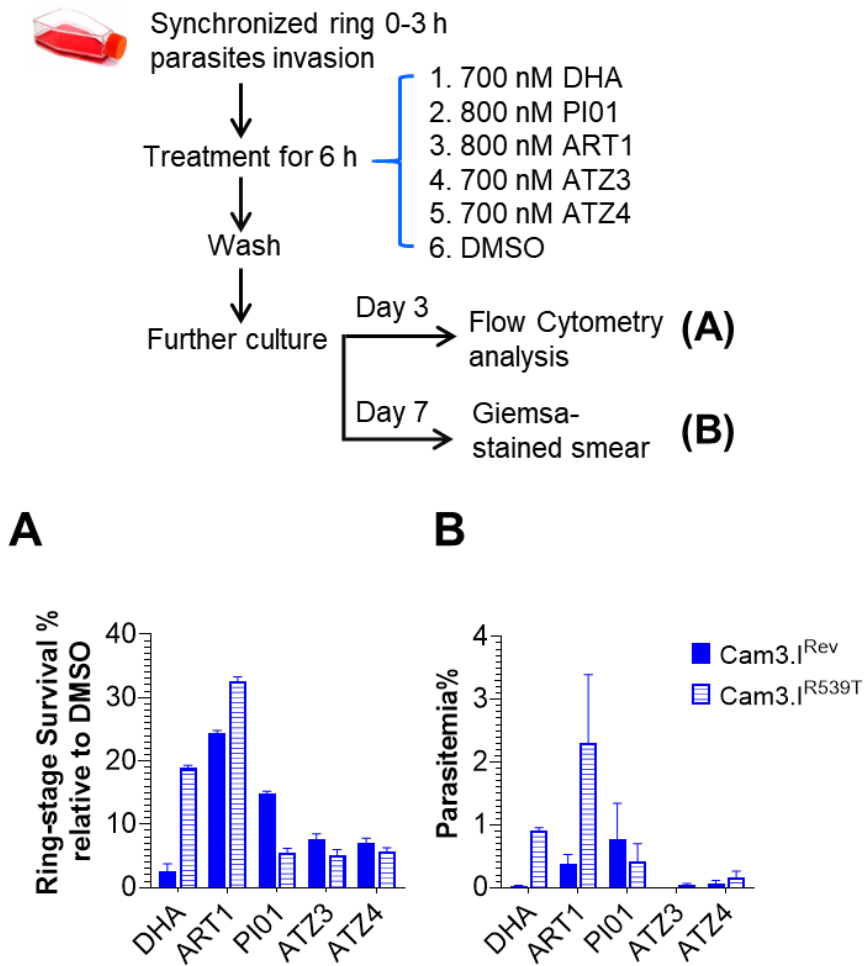 Synchronized ring 0-3 h
parasites invasion
Treatment for 6 h
1. 700 nM DHA
2. 800 nM PI01
3. 800 nM ART1
4. 700 nM ATZ3
5. 700 nM ATZ4
6. DMSO
Wash
Further culture
Day 3
Flow Cytometry
analysis
(A)
Day 7
Giemsa-
stained smear
(B)
A
Ring-stage Survival %
relative to DMSO
40
30
20
10
0
DHA
ART1
PI01
ATZ3
ATZ4
B
Parasitemia%
4
3
2
1
0
DHA
ART1
PI01
ATZ3
ATZ4
Cam3.I^Rev
Cam3.I^R539T